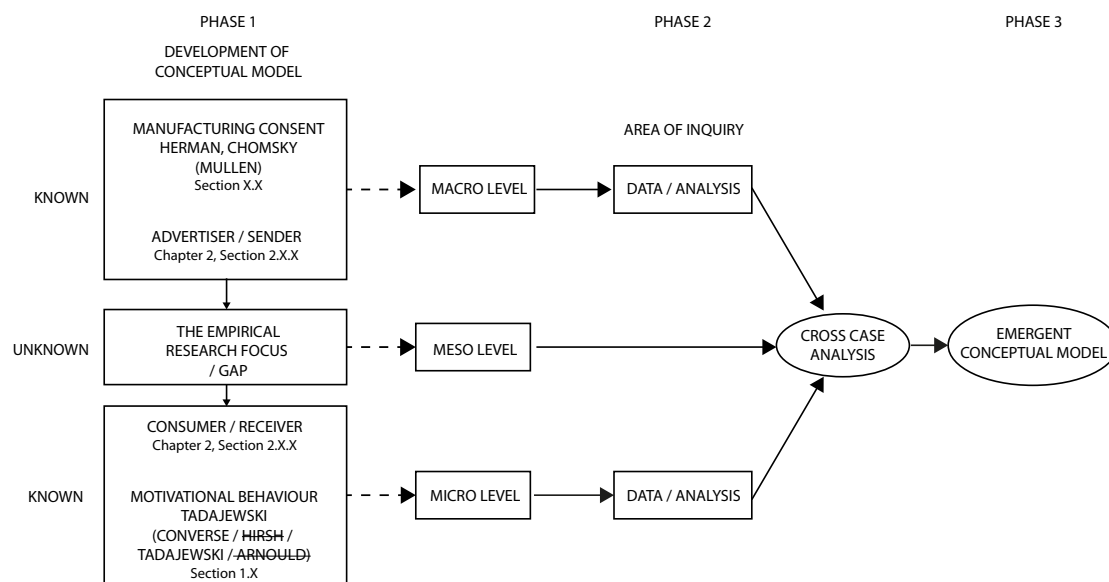 PHASE 1
PHASE 2
PHASE 3
DEVELOPMENT OF
CONCEPTUAL MODEL
KNOWN
MANUFACTURING CONSENT
HERMAN, CHOMSKY
(MULLEN)
Section X.X
ADVERTISER / SENDER
Chapter 2, Section 2.X.X
MACRO LEVEL
AREA OF INQUIRY
DATA / ANALYSIS
UNKNOWN
THE EMPIRICAL
RESEARCH FOCUS
/ GAP
MESO LEVEL
CROSS CASE
ANALYSIS
EMERGENT
CONCEPTUAL MODEL
KNOWN
CONSUMER / RECEIVER
Chapter 2, Section 2.X.X
MOTIVATIONAL BEHAVIOUR
TADAJEWSKI
(CONVERSE / HIRSH /
TADAJEWSKI / ARNOULD)
Section 1.X
MICRO LEVEL
DATA / ANALYSIS